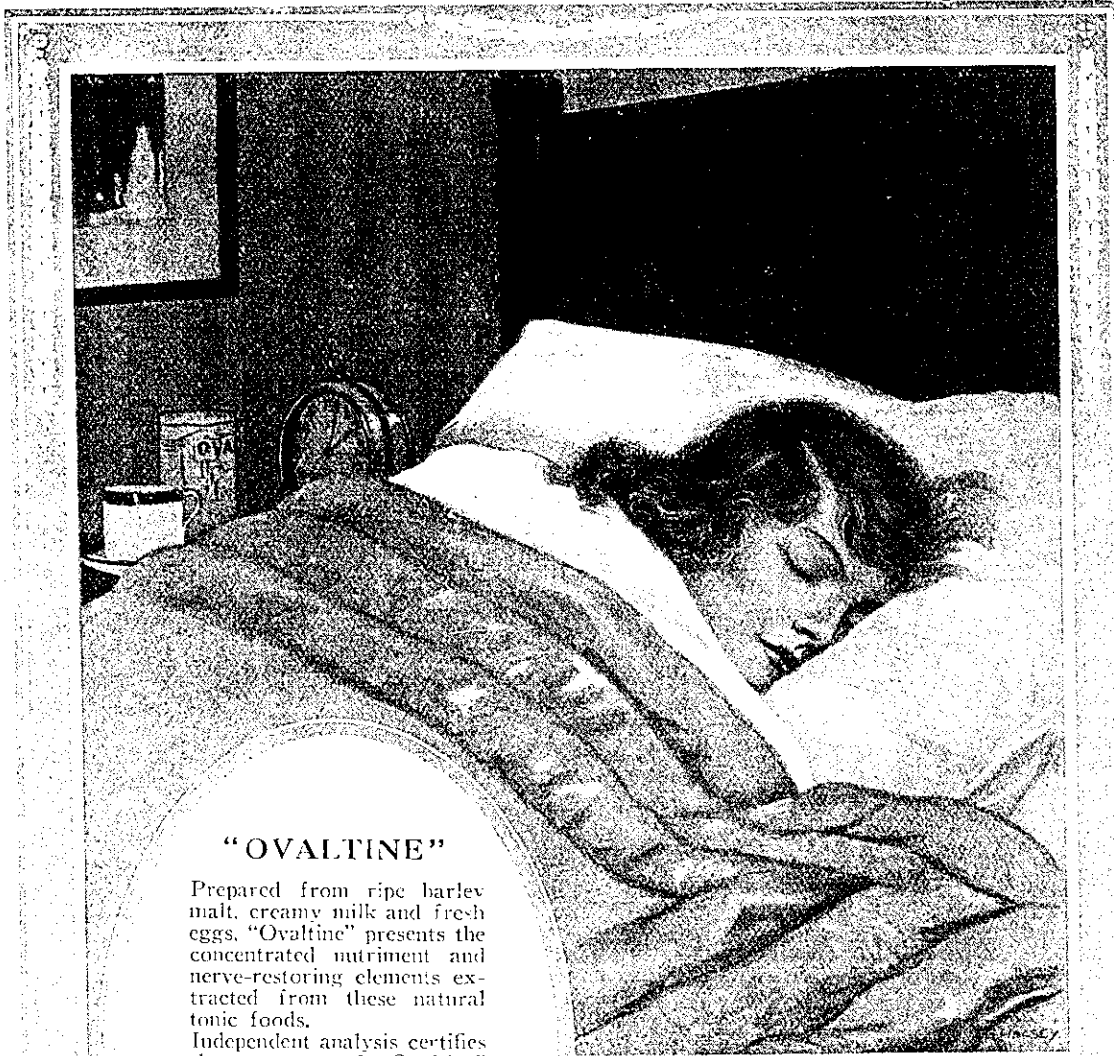 OVA
"OVALTINE"
Prepared from ripe barley
malt, creamy milk and fresh
eggs, "Ovaltine" presents the
concentrated nutriment and
nerve-restoring elements ex-
tracted from these natural
tonic foods.
Independent analysis certifies